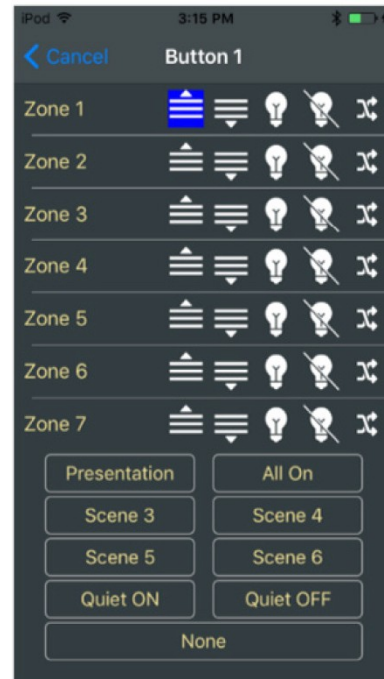 iPod 3:15 PM
Cancel Button 1
Zone 1
Zone 2
Zone 3
Zone 4
Zone 5
Zone 6
Zone 7
Presentation All On
Scene 3 Scene 4
Scene 5 Scene 6
Quiet ON Quiet OFF
None